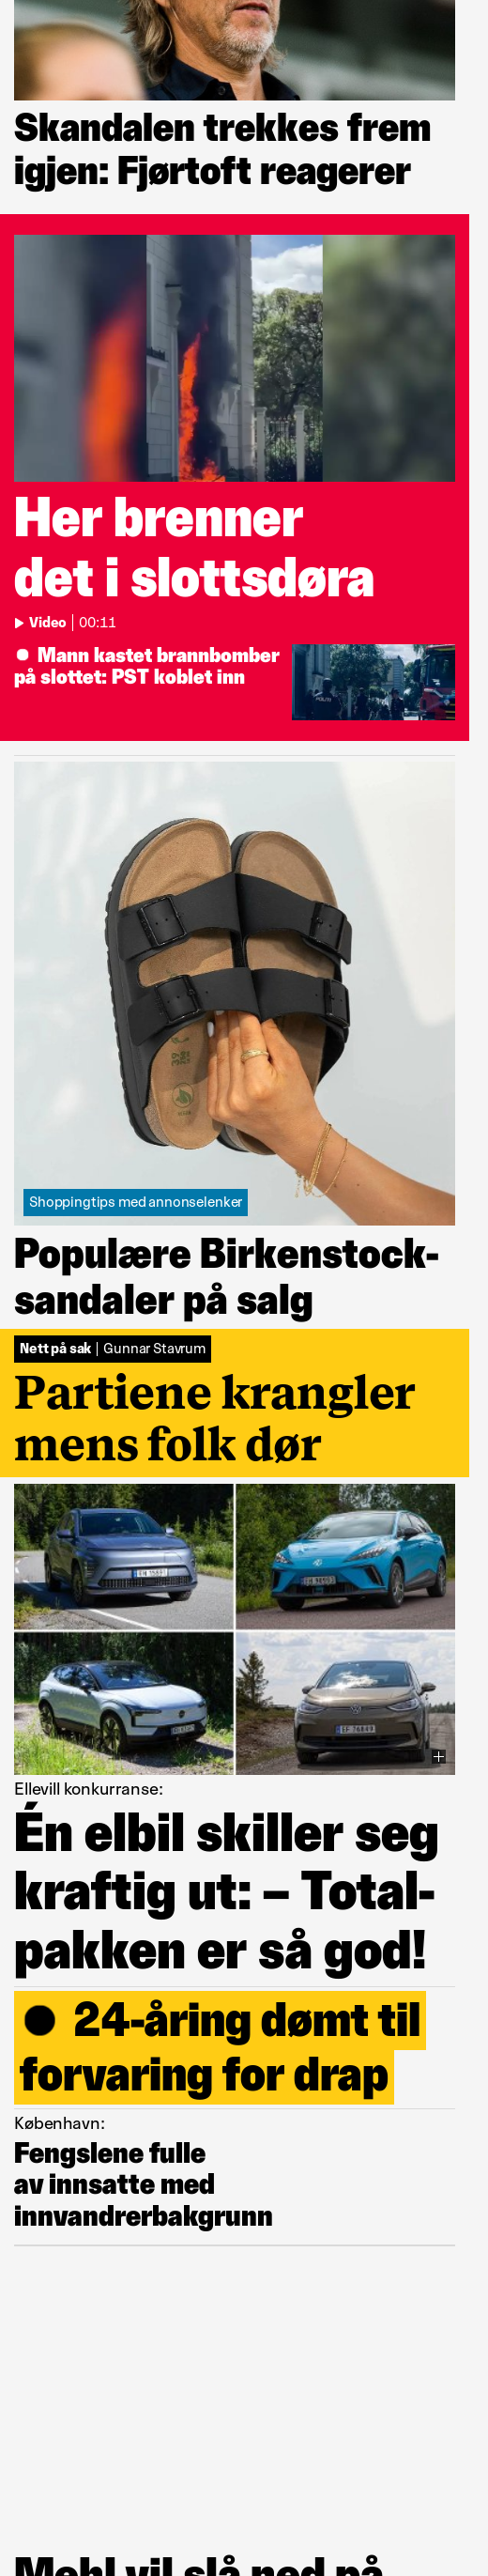 Skandalen trekkes frem
igjen: Fjørtoft reagerer
Her brenner
det i slottsdøra
Video | 00:11
Mann kastet brannbomber
på slottet: PST koblet inn
Shoppingtips med annonselenker
Populære Birkenstock-
sandaler på salg
Nett på sak | Gunnar Stavrum
Partiene krangler
mens folk dør
Ellevill konkurranse:
Én elbil skiller seg
kraftig ut: – Total-
pakken er så god!
24-åring dømt til
forvaring for drap
København:
Fengslene fulle
av innsatte med
innvandrerbakgrunn